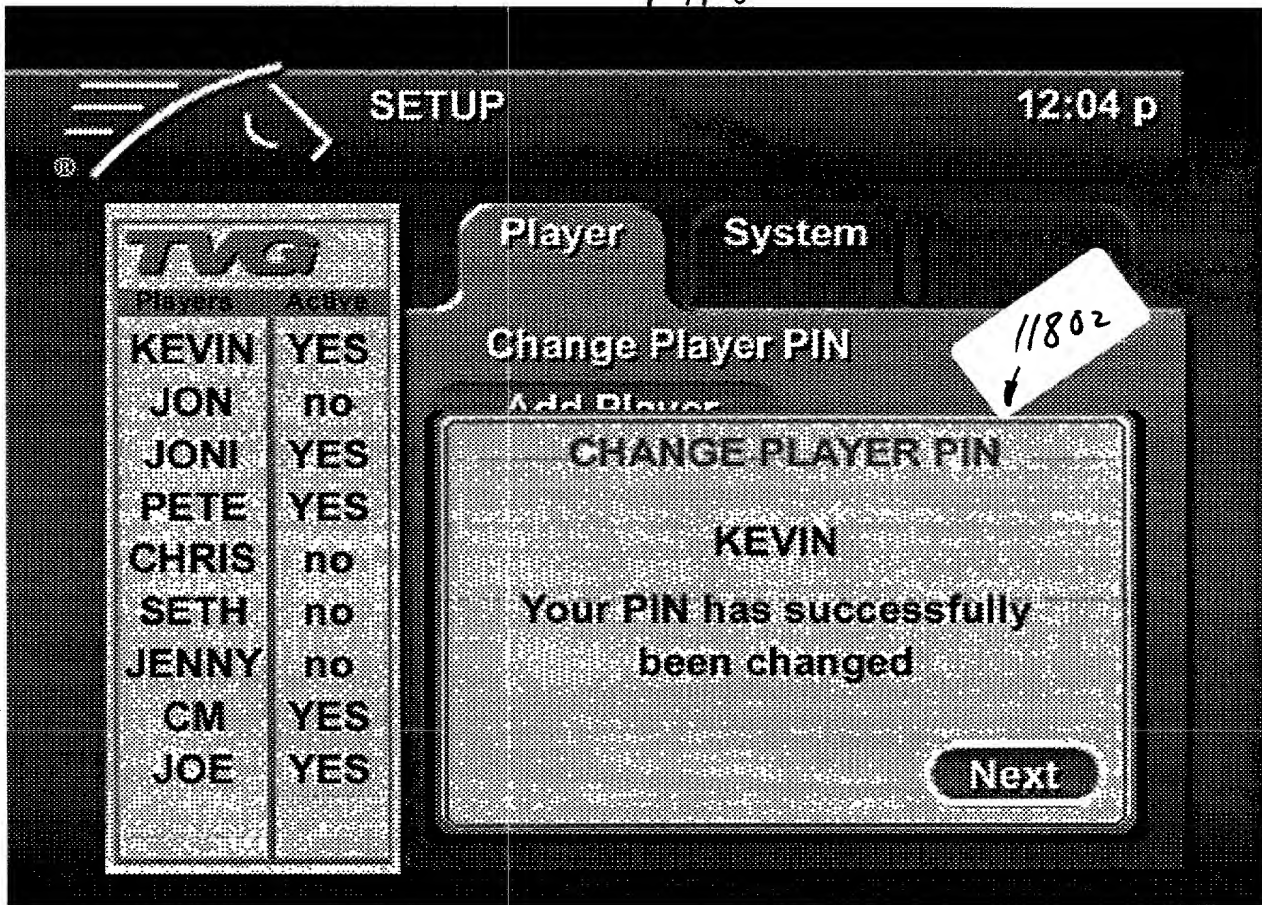 SETUP
12:04 p
®
TVG
Players Active
KEVIN YES
JON no
JONI YES
PETE YES
CHRIS no
SETH no
JENNY no
CM YES
JOE YES
Player
System
Change Player PIN
11802
Add Player
CHANGE PLAYER PIN
KEVIN
Your PIN has successfully
been changed
Next